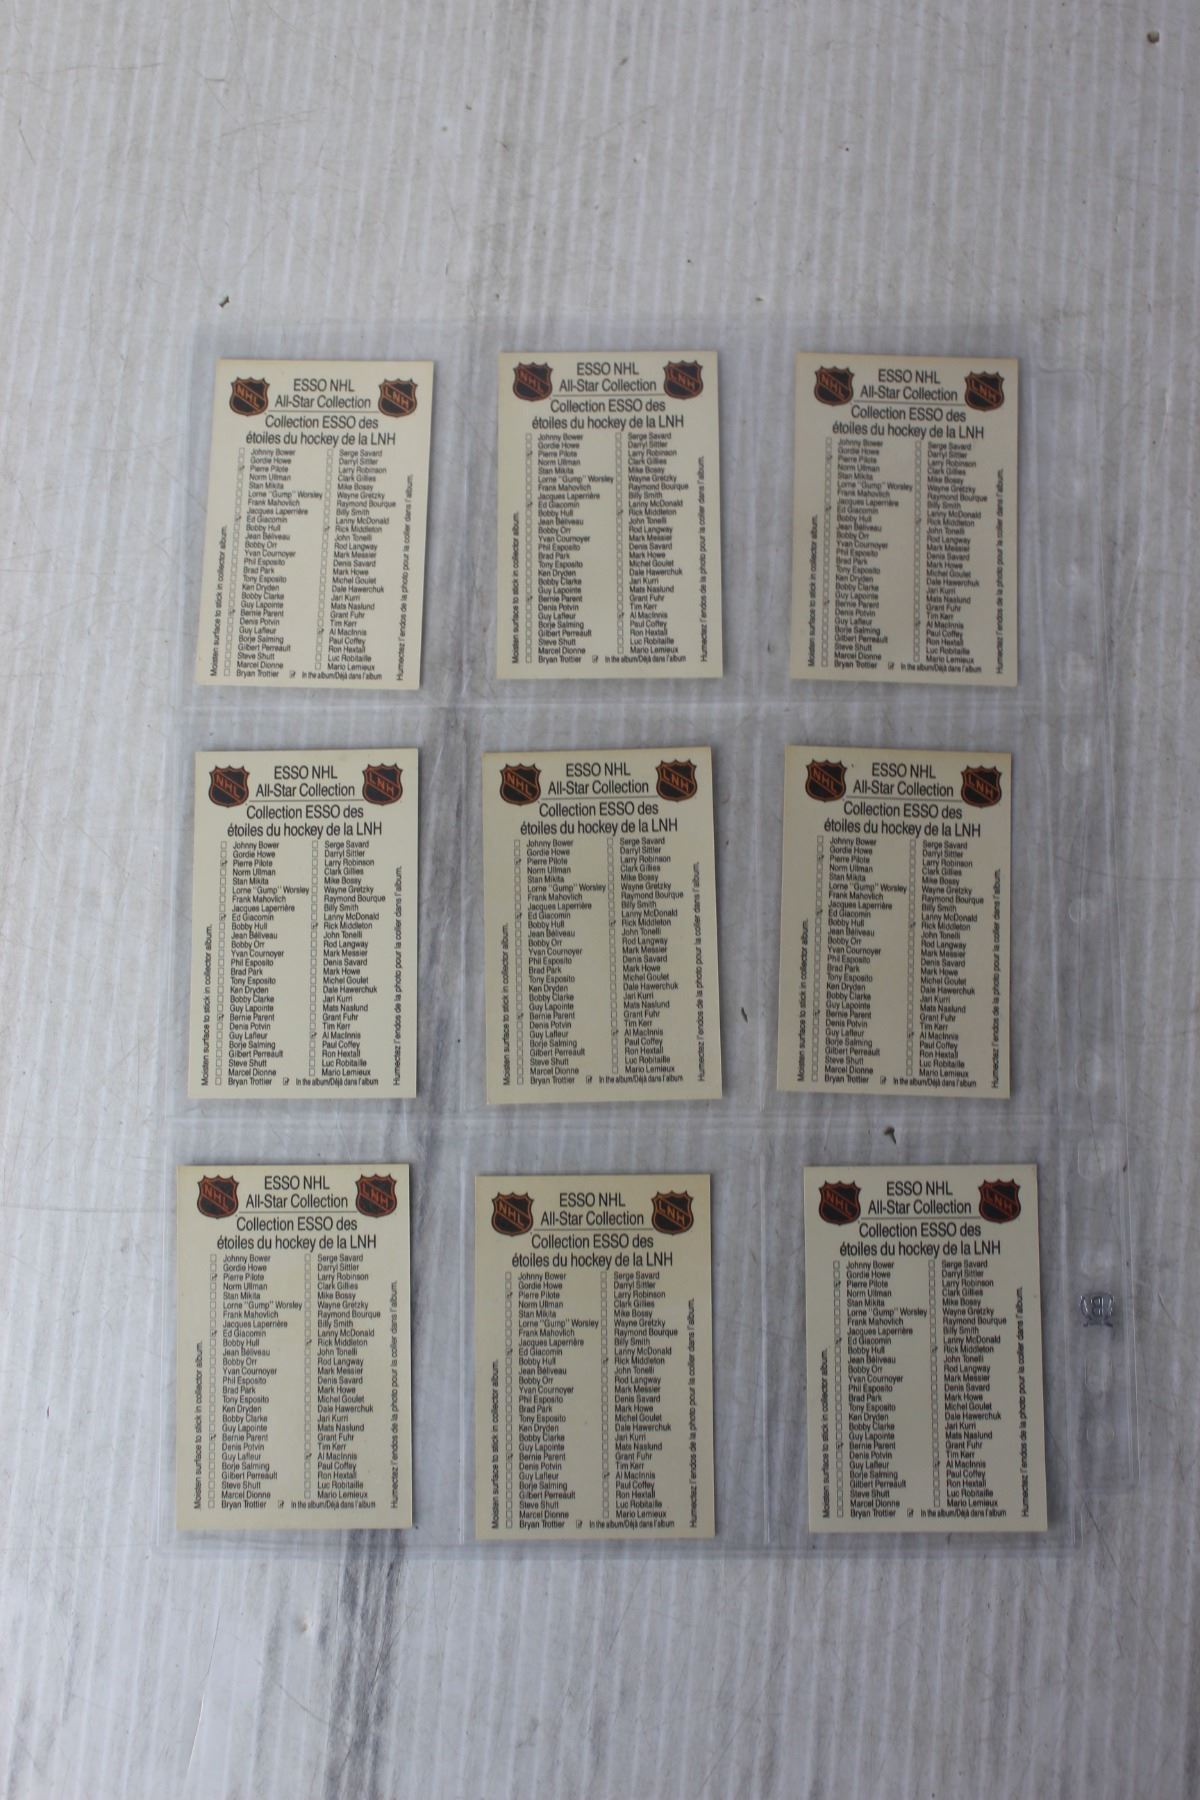 NHL
ESSO NHL
All-Star Collection
LNH
Collection ESSO des
étoiles du hockey de la LNH
Johnny Bower
Gordie Howe
Pierre Pilote
Norm Ullman
Stan Mikita
Lorne "Gump" Worsley
Frank Mahovlich
Jacques Laperrière
Ed Giacomin
Bobby Hull
Jean Béliveau
Bobby Orr
Yvan Cournoyer
Phil Esposito
Brad Park
Tony Esposito
Ken Dryden
Bobby Clarke
Guy Lapointe
Bernie Parent
Denis Potvin
Guy Lafleur
Borje Salming
Gilbert Perreault
Steve Shutt
Marcel Dionne
Bryan Trottier
Serge Savard
Darryl Sittler
Larry Robinson
Clark Gillies
Mike Bossy
Wayne Gretzky
Raymond Bourque
Billy Smith
Lanny McDonald
Rick Middleton
John Tonelli
Rod Langway
Mark Messier
Denis Savard
Mark Howe
Michel Goulet
Dale Hawerchuk
Jari Kurri
Mats Naslund
Grant Fuhr
Tim Kerr
Al MacInnis
Paul Coffey
Ron Hextall
Luc Robitaille
Mario Lemieux
In the album/Déjà dans l'album
Moisten surface to stick in collector album.
Humectez l'endos de la photo pour la coller dans l'album.